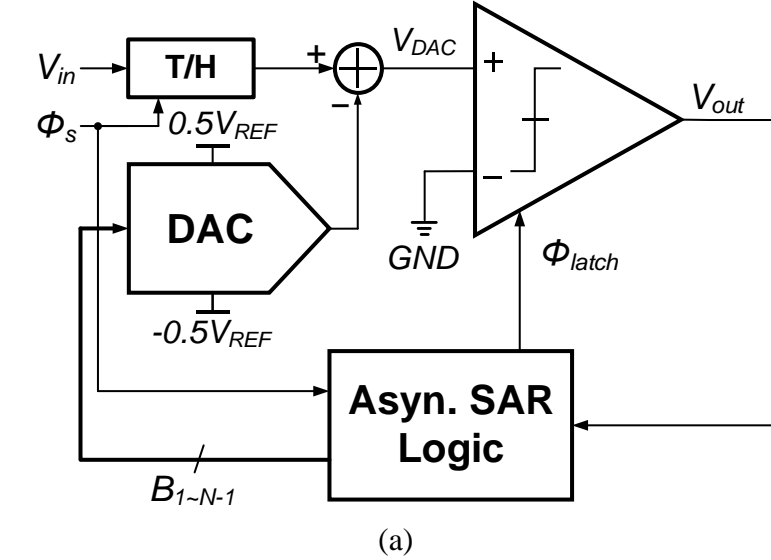 V_DAC
V_in
T/H
+
−
+
V_out
Φ_s
0.5V_REF
DAC
−
GND
Φ_latch
-0.5V_REF
Asyn. SAR
Logic
B_1~N-1
(a)